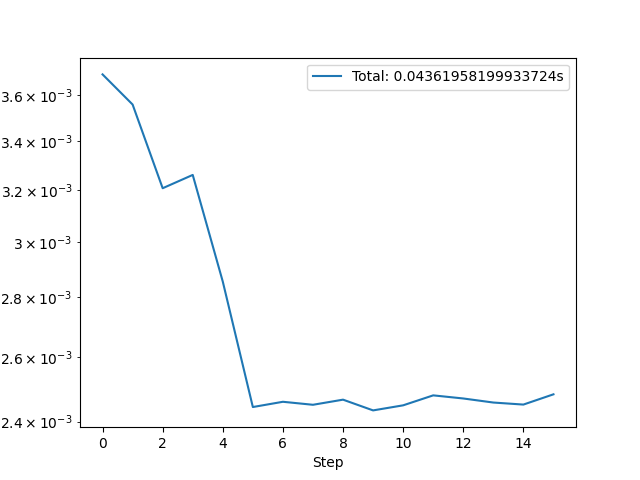 Total: 0.04361958199933724s
3.6 × 10⁻³
3.4 × 10⁻³
3.2 × 10⁻³
3 × 10⁻³
2.8 × 10⁻³
2.6 × 10⁻³
2.4 × 10⁻³
0 2 4 6 8 10 12 14
Step